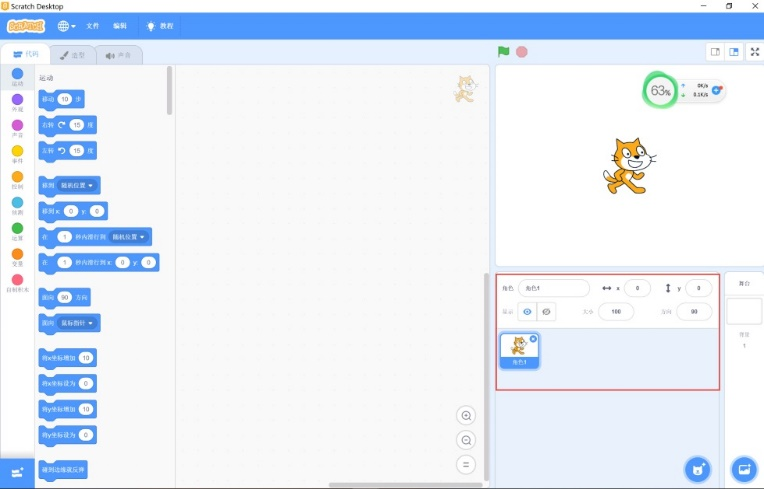 Scratch Desktop
SCRATCH 文件 编辑 教程
代码 造型 声音
运动
运动
外观
声音
事件
控制
侦测
运算
变量
自制积木
移动 10 步
右转 15 度
左转 15 度
移到 随机位置
移到 x: 0 y: 0
在 1 秒内滑行到 随机位置
在 1 秒内滑行到 x: 0 y: 0
面向 90 方向
面向 鼠标指针
将x坐标增加 10
将x坐标设为 0
将y坐标增加 10
将y坐标设为 0
碰到边缘就反弹
63%
0K/s
0.1K/s
角色 角色1 x 0 y 0
显示 大小 100 方向 90
角色1
舞台
背景
1